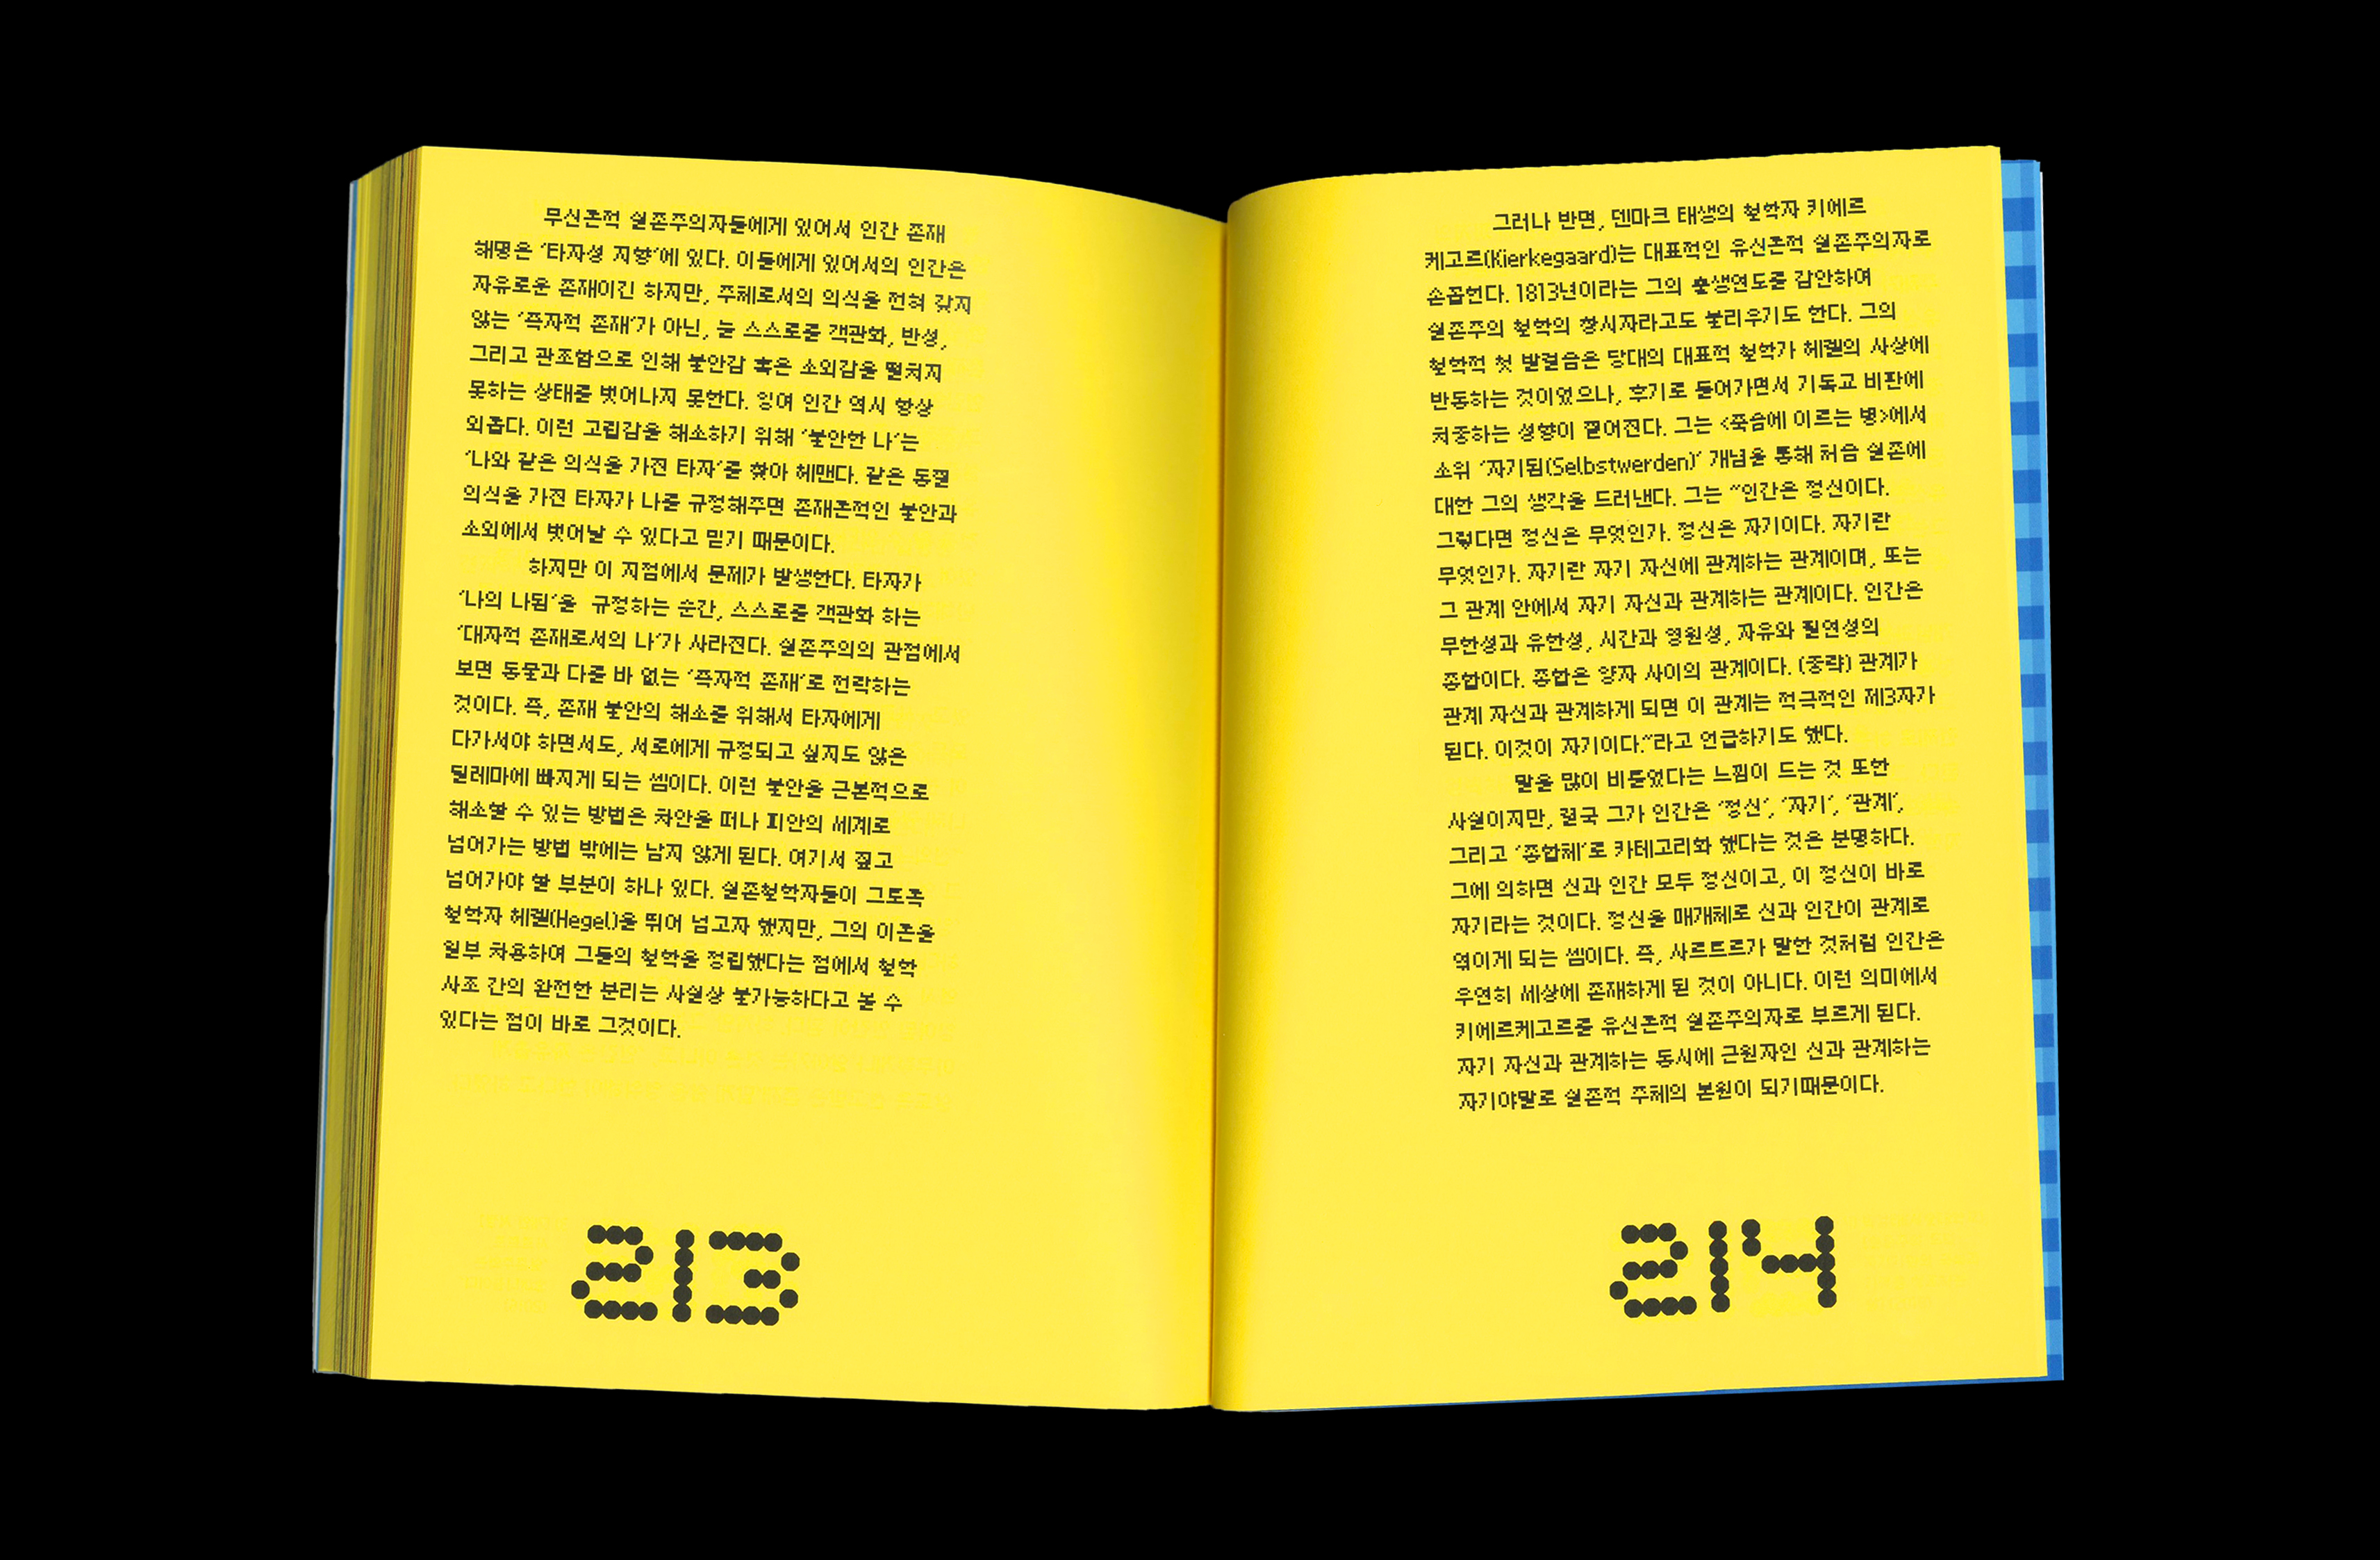 무신론적 실존주의자들에게 있어서 인간 존재
해명은 '타자성 지향'에 있다. 이들에게 있어서의 인간은
자유로운 존재이긴 하지만, 주체로서의 의식을 전혀 갖지
않는 '즉자적 존재'가 아닌, 늘 스스로를 객관화, 반성,
그리고 관조함으로 인해 불안감 혹은 소외감을 떨치지
못하는 상태를 벗어나지 못한다. 잉여 인간 역시 항상
외롭다. 이런 고립감을 해소하기 위해 '불안한 나'는
'나와 같은 의식을 가진 타자'를 찾아 헤맨다. 같은 동질
의식을 가진 타자가 나를 규정해주면 존재론적인 불안과
소외에서 벗어날 수 있다고 믿기 때문이다.
하지만 이 지점에서 문제가 발생한다. 타자가
'나의 나됨'을 규정하는 순간, 스스로를 객관화 하는
'대자적 존재로서의 나'가 사라진다. 실존주의의 관점에서
보면 동물과 다를 바 없는 '즉자적 존재'로 전락하는
것이다. 즉, 존재 불안의 해소를 위해서 타자에게
다가서야 하면서도, 서로에게 규정되고 싶지도 않은
딜레마에 빠지게 되는 셈이다. 이런 불안을 근본적으로
해소할 수 있는 방법은 차안을 떠나 피안의 세계로
넘어가는 방법 밖에는 남지 않게 된다. 여기서 짚고
넘어가야 할 부분이 하나 있다. 실존철학자들이 그토록
철학자 헤겔(Hegel)을 뛰어 넘고자 했지만, 그의 이론을
일부 차용하여 그들의 철학을 정립했다는 점에서 철학
사조 간의 완전한 분리는 사실상 불가능하다고 볼 수
있다는 점이 바로 그것이다.
213
그러나 반면, 덴마크 태생의 철학자 키에르
케고르(Kierkegaard)는 대표적인 유신론적 실존주의자로
손꼽힌다. 1813년이라는 그의 출생연도를 감안하여
실존주의 철학의 창시자라고도 불리우기도 한다. 그의
철학적 첫 발걸음은 당대의 대표적 철학가 헤겔의 사상에
반동하는 것이었으나, 후기로 들어가면서 기독교 비판에
치중하는 성향이 짙어진다. 그는 <죽음에 이르는 병>에서
소위 '자기됨(Selbstwerden)' 개념을 통해 처음 실존에
대한 그의 생각을 드러낸다. 그는 "인간은 정신이다.
그렇다면 정신은 무엇인가. 정신은 자기이다. 자기란
무엇인가. 자기란 자기 자신에 관계하는 관계이며, 또는
그 관계 안에서 자기 자신과 관계하는 관계이다. 인간은
무한성과 유한성, 시간과 영원성, 자유와 필연성의
종합이다. 종합은 양자 사이의 관계이다. (중략) 관계가
관계 자신과 관계하게 되면 이 관계는 적극적인 제3자가
된다. 이것이 자기이다."라고 언급하기도 했다.
말을 많이 비틀었다는 느낌이 드는 것 또한
사실이지만, 결국 그가 인간은 '정신', '자기', '관계',
그리고 '종합체'로 카테고리화 했다는 것은 분명하다.
그에 의하면 신과 인간 모두 정신이고, 이 정신이 바로
자기라는 것이다. 정신을 매개체로 신과 인간이 관계로
엮이게 되는 셈이다. 즉, 사르트르가 말한 것처럼 인간은
우연히 세상에 존재하게 된 것이 아니다. 이런 의미에서
키에르케고르를 유신론적 실존주의자로 부르게 된다.
자기 자신과 관계하는 동시에 근원자인 신과 관계하는
자기야말로 실존적 주체의 본원이 되기때문이다.
214